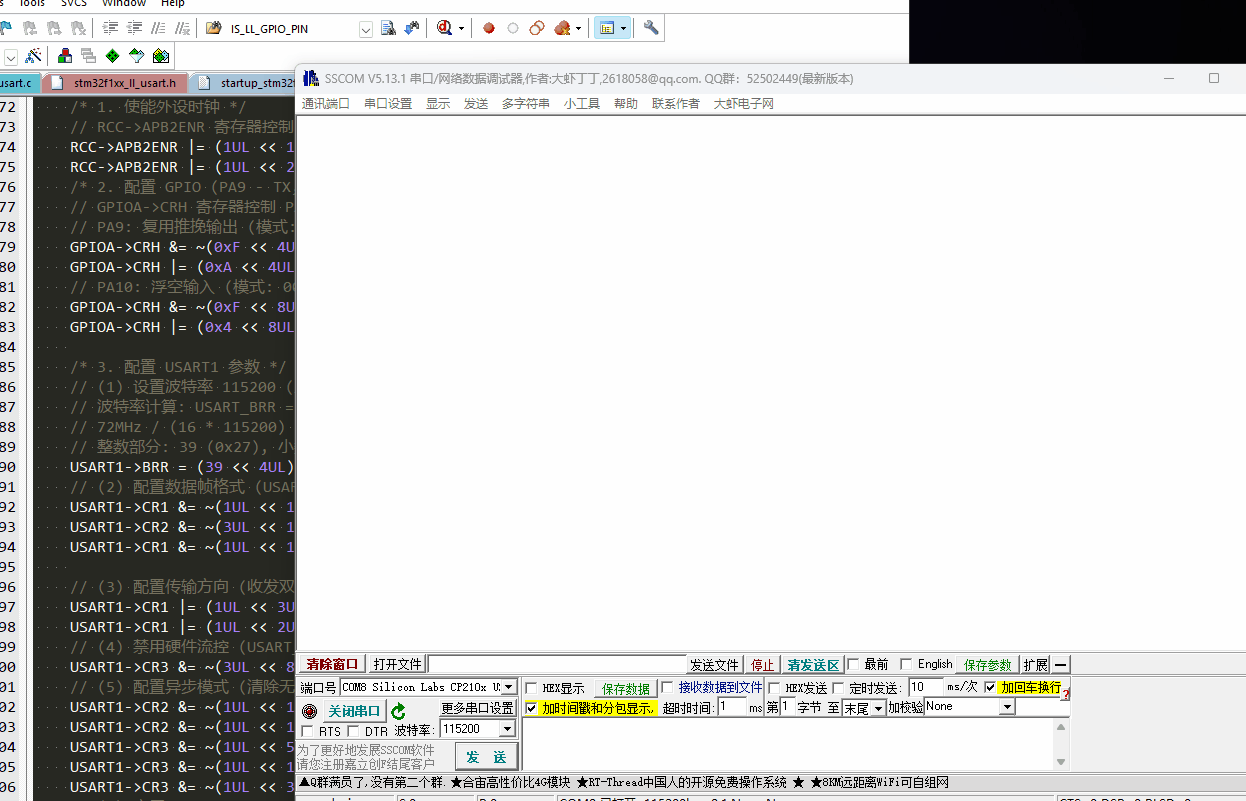 Tools SVCS Window Help
IS_LL_GPIO_PIN
usart.c stm32f1xx_ll_usart.h startup_stm32f
SSCOM V5.13.1 串口/网络数据调试器,作者:大虾丁丁,2618058@qq.com. QQ群：52502449(最新版本)
通讯端口 串口设置 显示 发送 多字符串 小工具 帮助 联系作者 大虾电子网
72 /* 1. 使能外设时钟 */
73 // RCC->APB2ENR 寄存器控制
74 RCC->APB2ENR |= (1UL << 1
75 RCC->APB2ENR |= (1UL << 2
76 /* 2. 配置 GPIO (PA9 - TX,
77 // GPIOA->CRH 寄存器控制 P
78 // PA9: 复用推挽输出 (模式:
79 GPIOA->CRH &= ~(0xF << 4U
80 GPIOA->CRH |= (0xA << 4UL
81 // PA10: 浮空输入 (模式: 00
82 GPIOA->CRH &= ~(0xF << 8U
83 GPIOA->CRH |= (0x4 << 8UL
84
85 /* 3. 配置 USART1 参数 */
86 // (1) 设置波特率 115200 (
87 // 波特率计算: USART_BRR =
88 // 72MHz / (16 * 115200)
89 // 整数部分: 39 (0x27), 小
90 USART1->BRR = (39 << 4UL)
91 // (2) 配置数据帧格式 (USAR
92 USART1->CR1 &= ~(1UL << 1
93 USART1->CR2 &= ~(3UL << 1
94 USART1->CR1 &= ~(1UL << 1
95
96 // (3) 配置传输方向 (收发双
97 USART1->CR1 |= (1UL << 3U
98 USART1->CR1 |= (1UL << 2U
99 // (4) 禁用硬件流控 (USART_
00 USART1->CR3 &= ~(3UL << 8
01 // (5) 配置异步模式 (清除无
02 USART1->CR2 &= ~(1UL << 1
03 USART1->CR2 &= ~(1UL << 1
04 USART1->CR3 &= ~(1UL << 5
05 USART1->CR3 &= ~(1UL << 1
06 USART1->CR3 &= ~(1UL << 3
清除窗口 打开文件 发送文件 停止 清发送区 最前 English 保存参数 扩展 —
端口号 COM8 Silicon Labs CP210x U HEX显示 保存数据 接收数据到文件 HEX发送 定时发送: 10 ms/次 加回车换行 ?
关闭串口 更多串口设置 加时间戳和分包显示, 超时时间: 1 ms 第 1 字节 至 末尾 加校验 None
RTS DTR 波特率: 115200
为了更好地发展SSCOM软件
请您注册嘉立创F结尾客户
发 送
▲Q群满员了,没有第二个群. ★合宙高性价比4G模块 ★RT-Thread中国人的开源免费操作系统 ★ ★8KM远距离WiFi可自组网